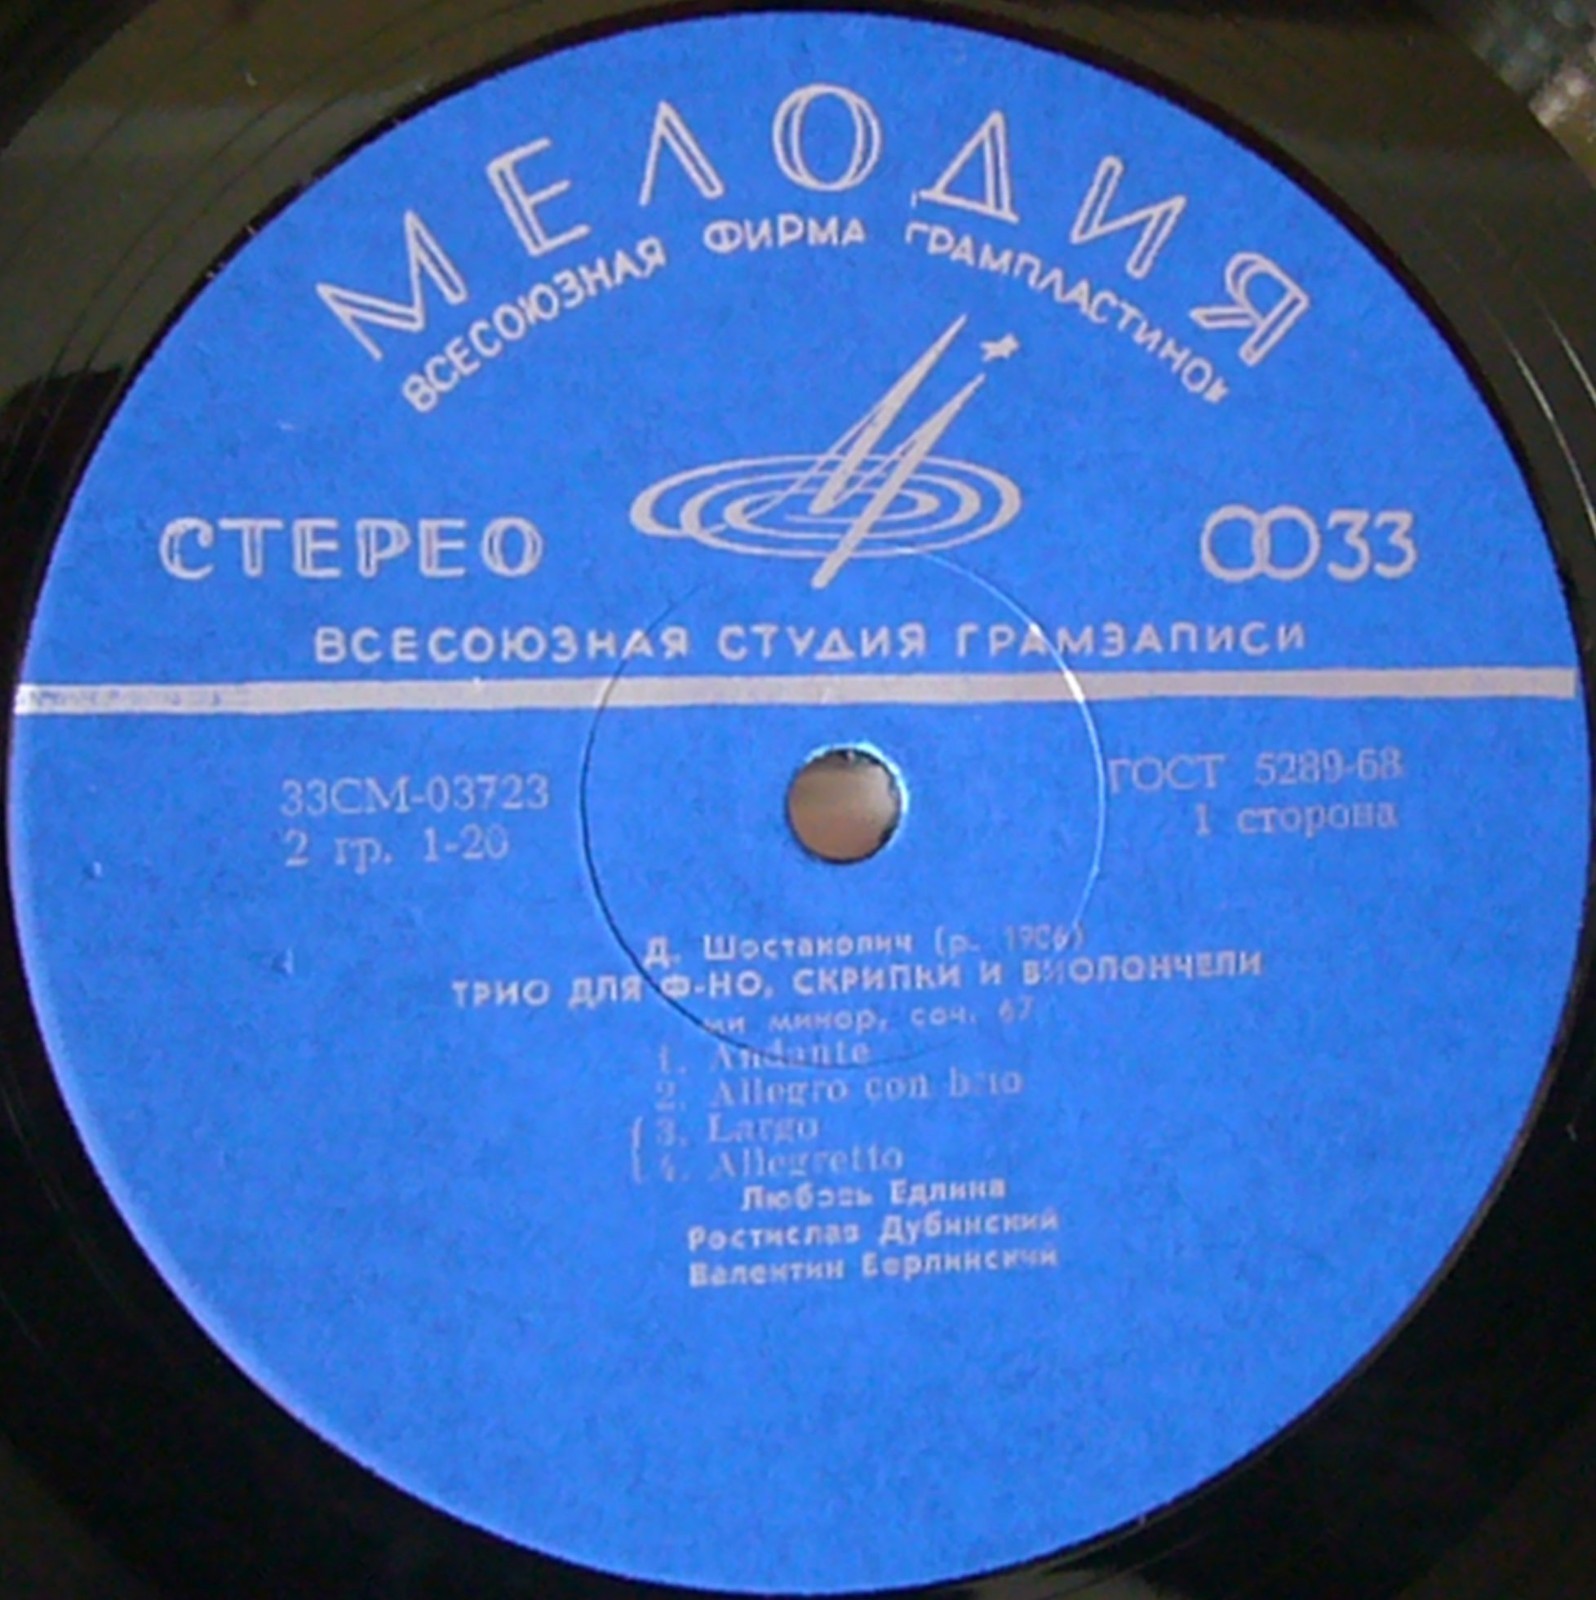 МЕЛОДИЯ
ВСЕСОЮЗНАЯ ФИРМА ГРАМПЛАСТИНОК
СТЕРЕО
33
ВСЕСОЮЗНАЯ СТУДИЯ ГРАМЗАПИСИ
33СМ-03723
ГОСТ 5289-68
2 гр. 1-20
1 сторона
Д. Шостакович (р. 1906)
ТРИО ДЛЯ Ф-НО, СКРИПКИ И ВИОЛОНЧЕЛИ
ми минор, соч. 67
1. Andante
2. Allegro con brio
3. Largo
4. Allegretto
Любовь Едлина
Ростислав Дубинский
Валентин Берлинский